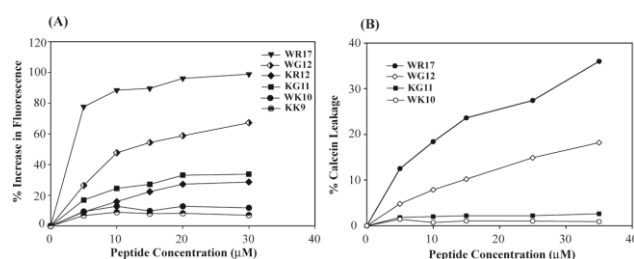 (A)
% Increase in Fluorescence
120
100
80
60
40
20
0
0 10 20 30 40
Peptide Concentration (μM)
WR17
WG12
KR12
KG11
WK10
KK9
(B)
% Calcein Leakage
40
30
20
10
0
0 10 20 30 40
Peptide Concentration (μM)
WR17
WG12
KG11
WK10